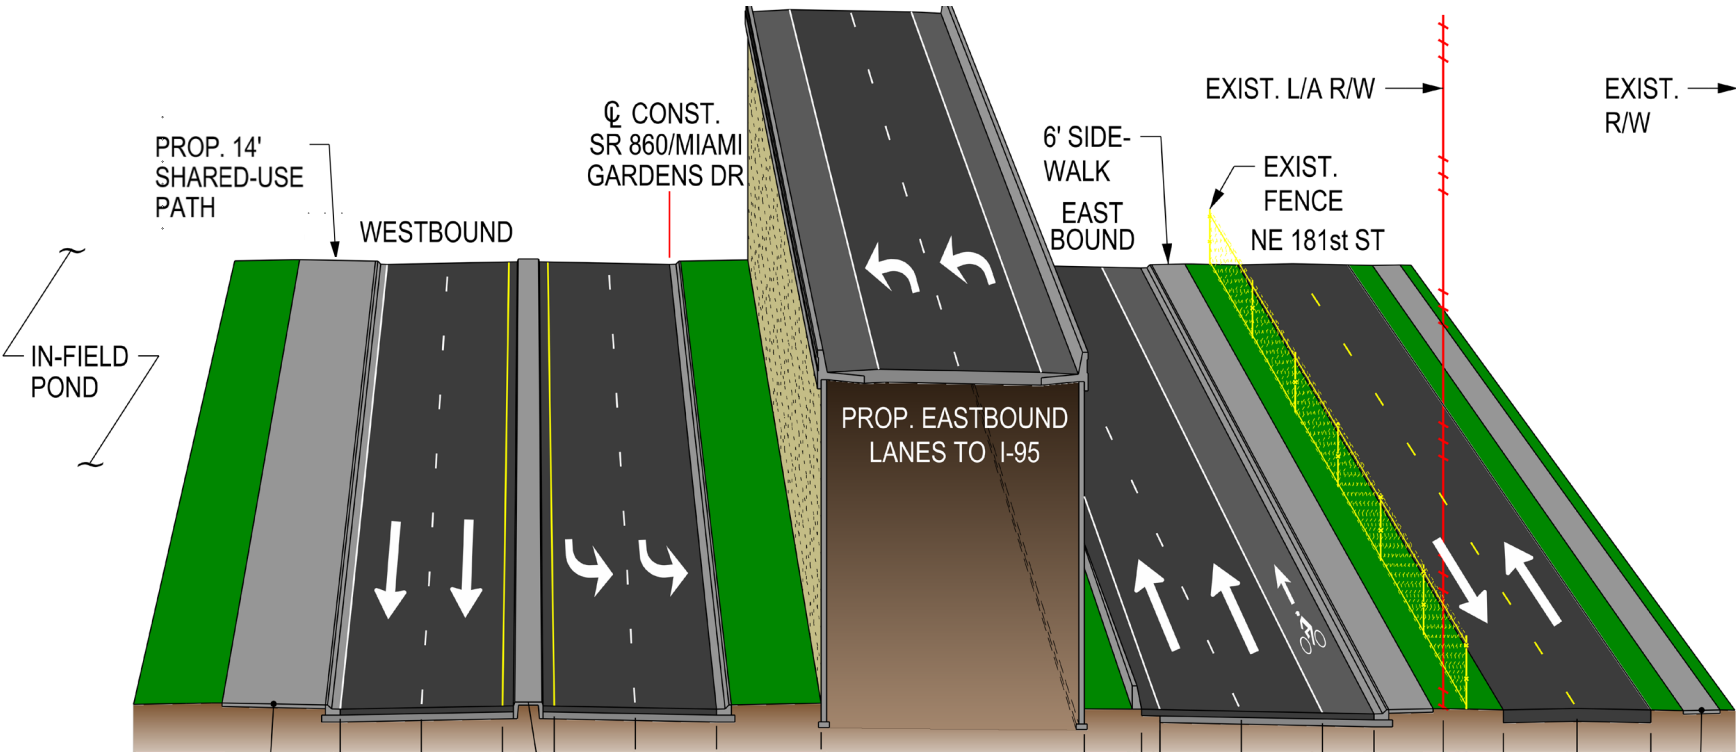 PROP. 14'
SHARED-USE
PATH
WESTBOUND
℄ CONST.
SR 860/MIAMI
GARDENS DR
IN-FIELD
POND
PROP. EASTBOUND
LANES TO I-95
6' SIDE-
WALK
EAST
BOUND
EXIST. L/A R/W
EXIST.
FENCE
NE 181st ST
EXIST.
R/W